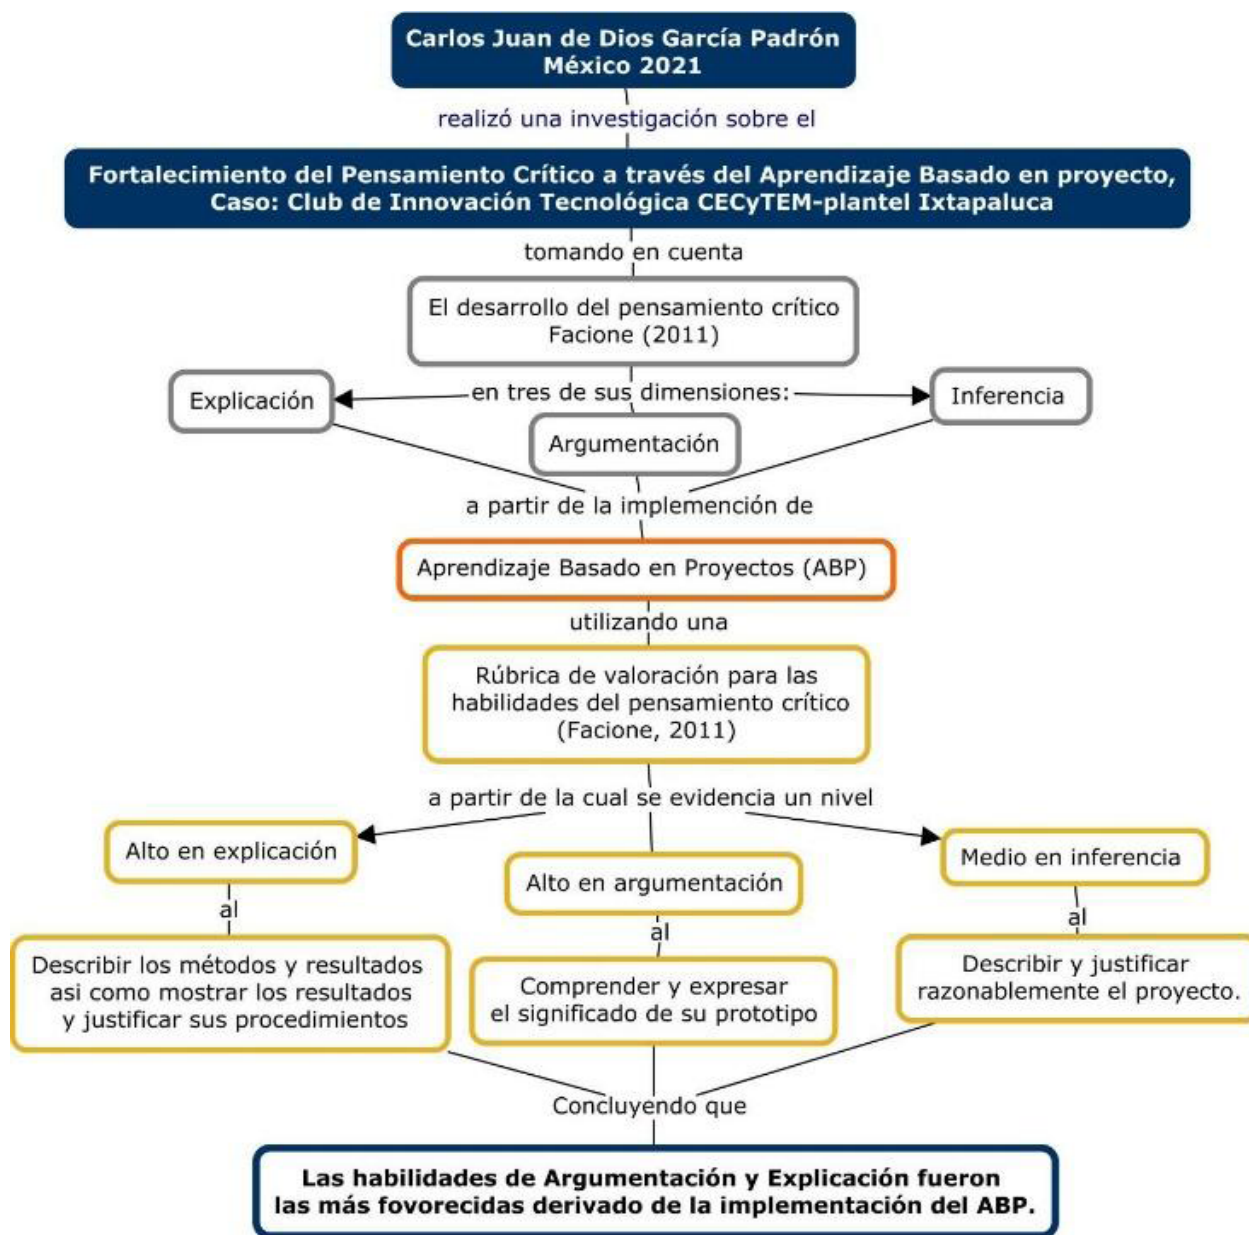 Carlos Juan de Dios García Padrón
México 2021
realizó una investigación sobre el
Fortalecimiento del Pensamiento Crítico a través del Aprendizaje Basado en proyecto,
Caso: Club de Innovación Tecnológica CECyTEM-plantel Ixtapaluca
tomando en cuenta
El desarrollo del pensamiento crítico
Facione (2011)
en tres de sus dimensiones:
Explicación
Argumentación
Inferencia
a partir de la implemención de
Aprendizaje Basado en Proyectos (ABP)
utilizando una
Rúbrica de valoración para las
habilidades del pensamiento crítico
(Facione, 2011)
a partir de la cual se evidencia un nivel
Alto en explicación
al
Describir los métodos y resultados
asi como mostrar los resultados
y justificar sus procedimientos
Alto en argumentación
al
Comprender y expresar
el significado de su prototipo
Medio en inferencia
al
Describir y justificar
razonablemente el proyecto.
Concluyendo que
Las habilidades de Argumentación y Explicación fueron
las más fovorecidas derivado de la implementación del ABP.